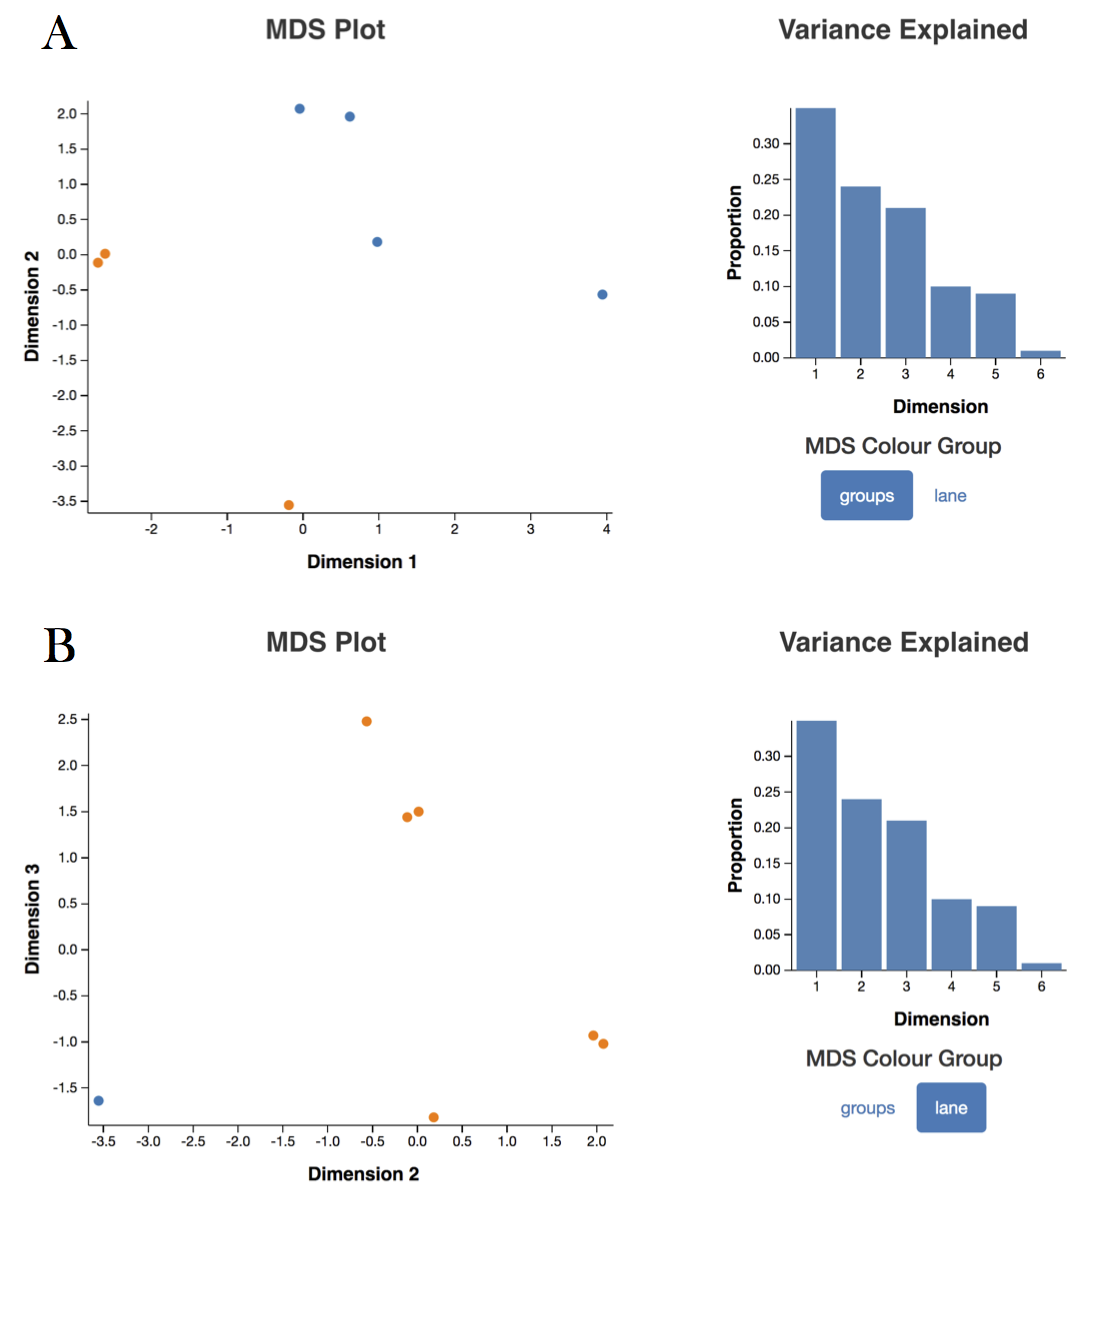 A
MDS Plot
Variance Explained
2.0
1.5
1.0
0.5
0.0
-0.5
-1.0
-1.5
-2.0
-2.5
-3.0
-3.5
Dimension 2
-2 -1 0 1 2 3 4
Dimension 1
0.30
0.25
0.20
0.15
0.10
0.05
0.00
Proportion
1 2 3 4 5 6
Dimension
MDS Colour Group
groups lane
B
MDS Plot
Variance Explained
2.5
2.0
1.5
1.0
0.5
0.0
-0.5
-1.0
-1.5
Dimension 3
-3.5 -3.0 -2.5 -2.0 -1.5 -1.0 -0.5 0.0 0.5 1.0 1.5 2.0
Dimension 2
0.30
0.25
0.20
0.15
0.10
0.05
0.00
Proportion
1 2 3 4 5 6
Dimension
MDS Colour Group
groups lane